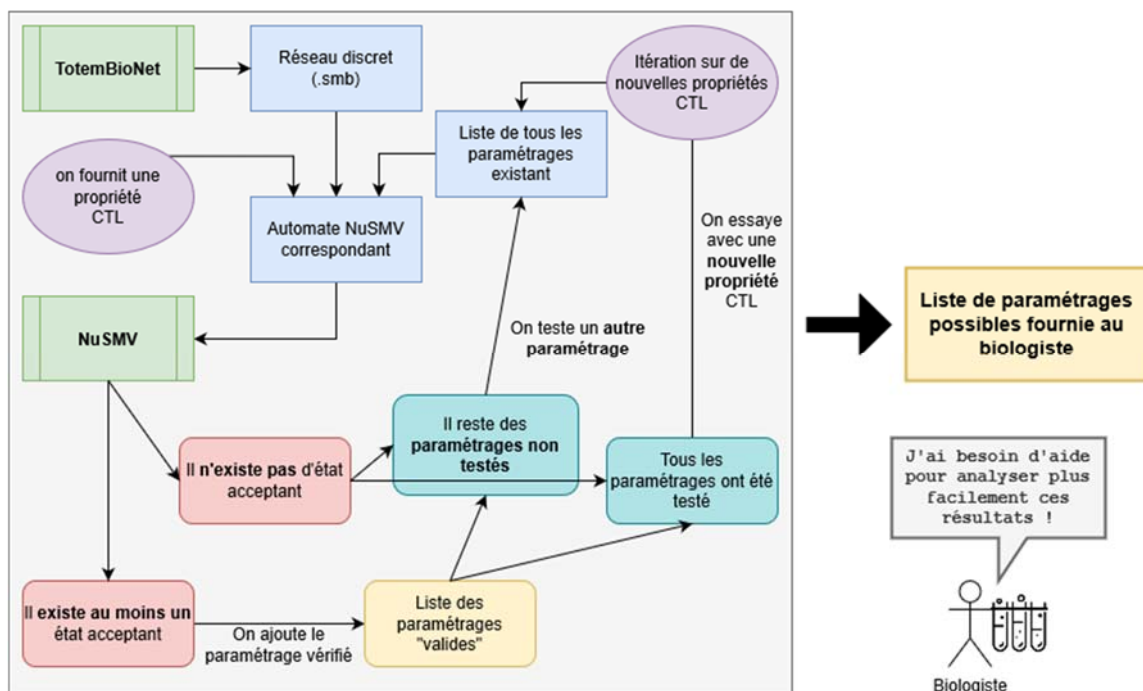 TotemBioNet
Réseau discret
(.smb)
Itération sur de
nouvelles propriétés
CTL
Liste de tous les
paramétrages
existant
on fournit une
propriété
CTL
Automate NuSMV
correspondant
On essaye
avec une
nouvelle
propriété
CTL
NuSMV
On teste un autre
paramétrage
Liste de paramétrages
possibles fournie au
biologiste
Il reste des
paramétrages non
testés
Il n'existe pas d'état
acceptant
Tous les
paramétrages ont été
testé
J'ai besoin d'aide
pour analyser plus
facilement ces
résultats !
Il existe au moins un
état acceptant
On ajoute le
paramétrage vérifié
Liste des
paramétrages
"valides"
Biologiste